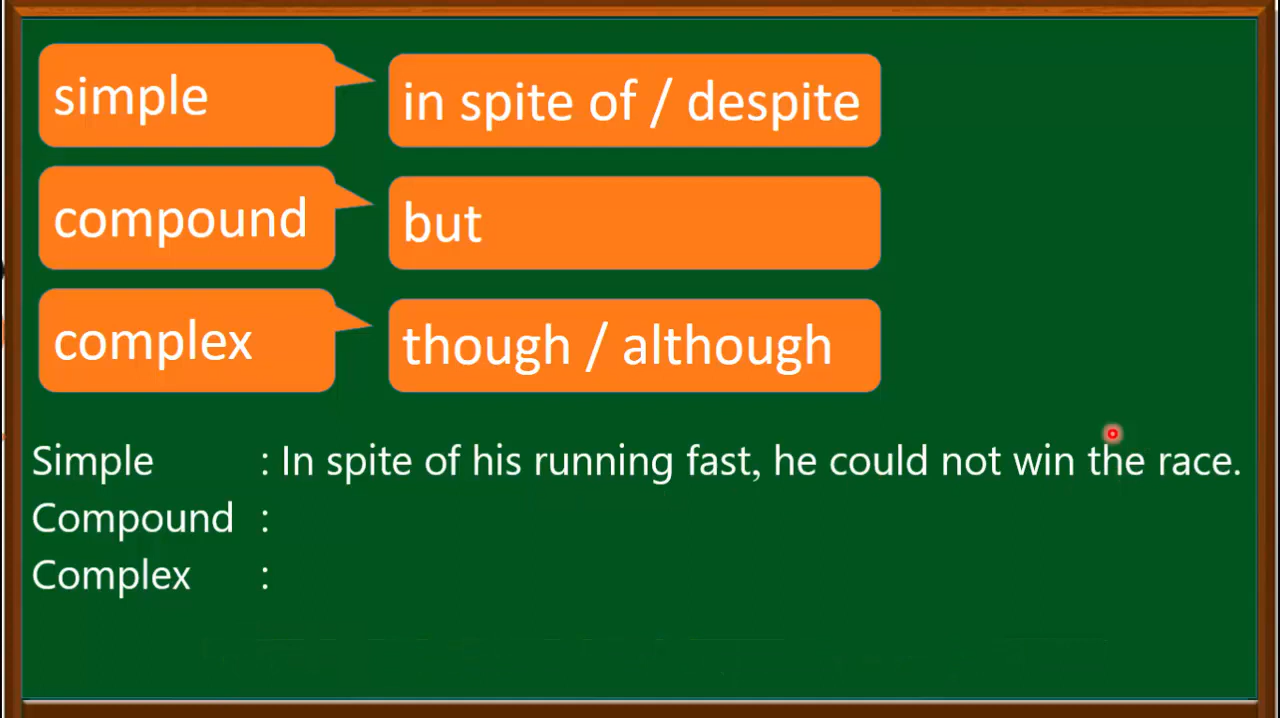 simple
in spite of / despite
compound
but
complex
though / although
Simple : In spite of his running fast, he could not win the race.
Compound :
Complex :